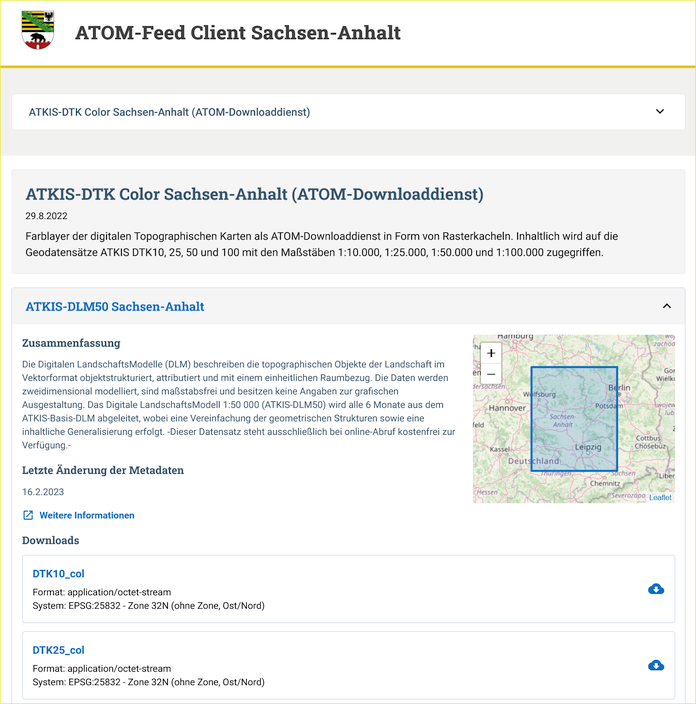 ATOM-Feed Client Sachsen-Anhalt
ATKIS-DTK Color Sachsen-Anhalt (ATOM-Downloaddienst)
ATKIS-DTK Color Sachsen-Anhalt (ATOM-Downloaddienst)
29.8.2022
Farblayer der digitalen Topographischen Karten als ATOM-Downloaddienst in Form von Rasterkacheln. Inhaltlich wird auf die
Geodatensätze ATKIS DTK10, 25, 50 und 100 mit den Maßstäben 1:10.000, 1:25.000, 1:50.000 und 1:100.000 zugegriffen.
ATKIS-DLM50 Sachsen-Anhalt
Zusammenfassung
Die Digitalen LandschaftsModelle (DLM) beschreiben die topographischen Objekte der Landschaft im
Vektorformat objektstrukturiert, attributiert und mit einem einheitlichen Raumbezug. Die Daten werden
zweidimensional modelliert, sind maßstabsfrei und besitzen keine Angaben zur grafischen
Ausgestaltung. Das Digitale LandschaftsModell 1:50 000 (ATKIS-DLM50) wird alle 6 Monate aus dem
ATKIS-Basis-DLM abgeleitet, wobei eine Vereinfachung der geometrischen Strukturen sowie eine
inhaltliche Generalisierung erfolgt. -Dieser Datensatz steht ausschließlich bei online-Abruf kostenfrei zur
Verfügung.-
Letzte Änderung der Metadaten
16.2.2023
Weitere Informationen
Hamburg
+
−
Wolfsburg
Berlin
Potsdam
Hannover
Sachsen-
Anhalt
Cottbus
Chóśebuz
Kassel
Leipzig
Deutschland
Thüringen
Hessen
Chemnitz
Leaflet
Downloads
DTK10_col
Format: application/octet-stream
System: EPSG:25832 - Zone 32N (ohne Zone, Ost/Nord)
DTK25_col
Format: application/octet-stream
System: EPSG:25832 - Zone 32N (ohne Zone, Ost/Nord)